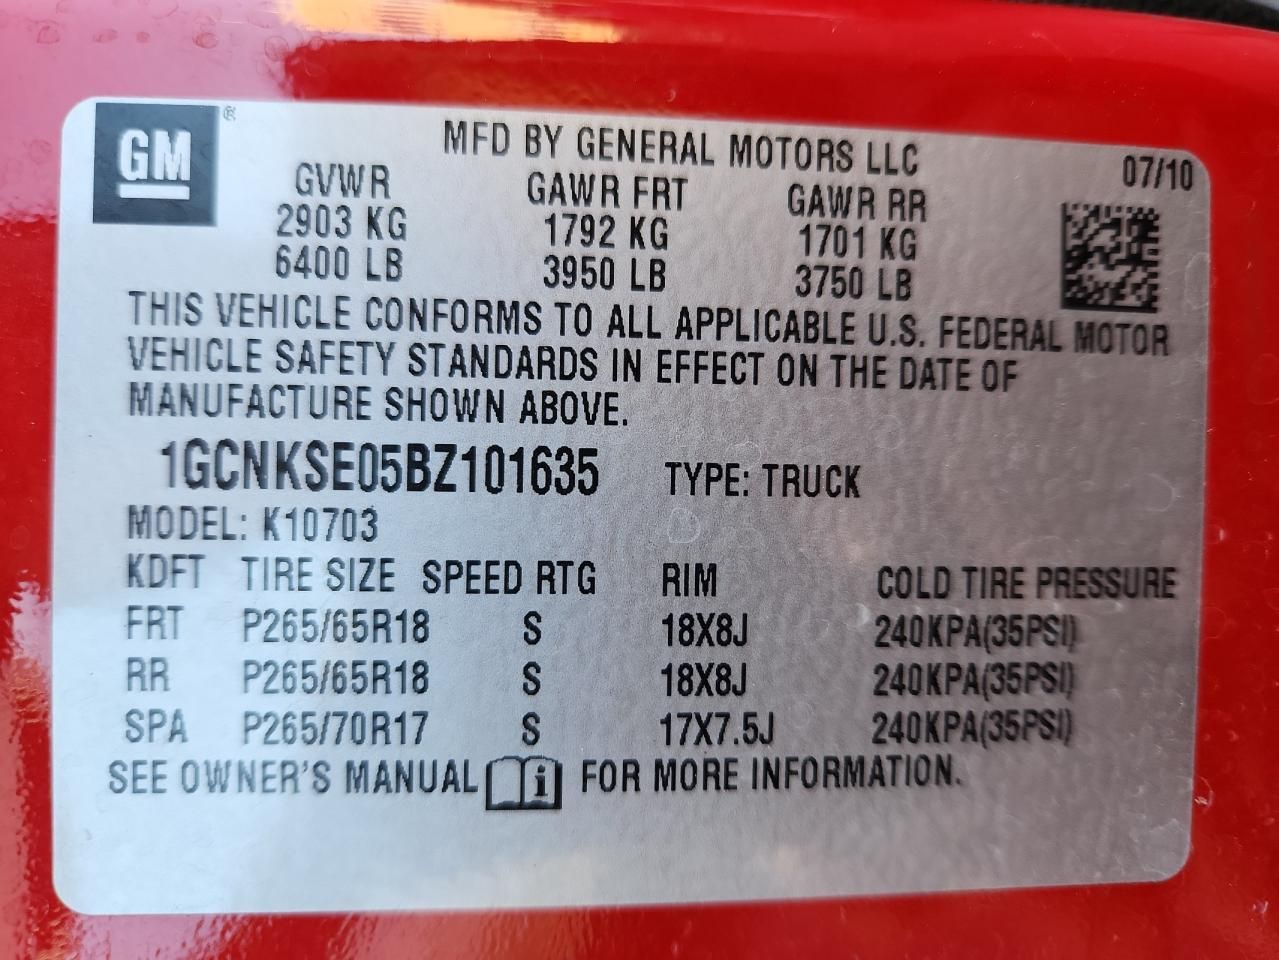 GM ®
MFD BY GENERAL MOTORS LLC
07/10
GVWR GAWR FRT GAWR RR
2903 KG 1792 KG 1701 KG
6400 LB 3950 LB 3750 LB
THIS VEHICLE CONFORMS TO ALL APPLICABLE U.S. FEDERAL MOTOR
VEHICLE SAFETY STANDARDS IN EFFECT ON THE DATE OF
MANUFACTURE SHOWN ABOVE.
1GCNKSE05BZ101635 TYPE: TRUCK
MODEL: K10703
KDFT TIRE SIZE SPEED RTG RIM COLD TIRE PRESSURE
FRT P265/65R18 S 18X8J 240KPA(35PSI)
RR P265/65R18 S 18X8J 240KPA(35PSI)
SPA P265/70R17 S 17X7.5J 240KPA(35PSI)
SEE OWNER'S MANUAL i FOR MORE INFORMATION.